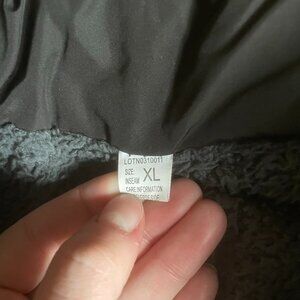 LOTN0310011
SIZE: XL
INSEAM:
CARE INFORMATION